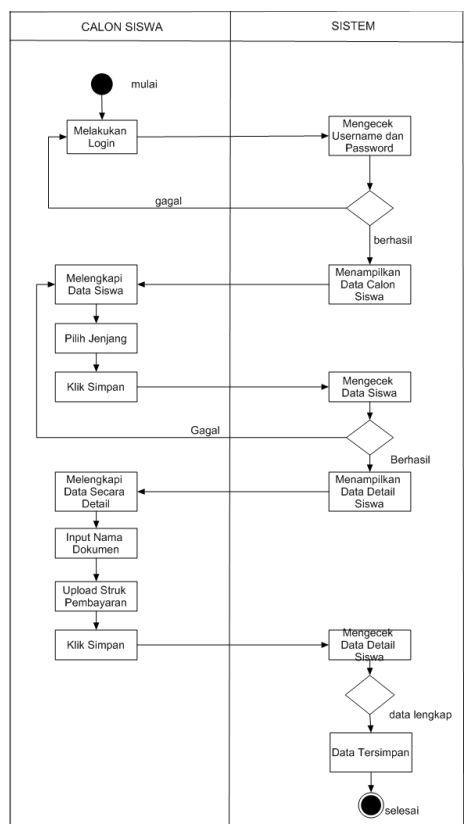 CALON SISWA
SISTEM
mulai
Melakukan
Login
Mengecek
Username dan
Password
gagal
berhasil
Melengkapi
Data Siswa
Menampilkan
Data Calon
Siswa
Pilih Jenjang
Klik Simpan
Mengecek
Data Siswa
Gagal
Berhasil
Melengkapi
Data Secara
Detail
Menampilkan
Data Detail
Siswa
Input Nama
Dokumen
Upload Struk
Pembayaran
Klik Simpan
Mengecek
Data Detail
Siswa
data lengkap
Data Tersimpan
selesai